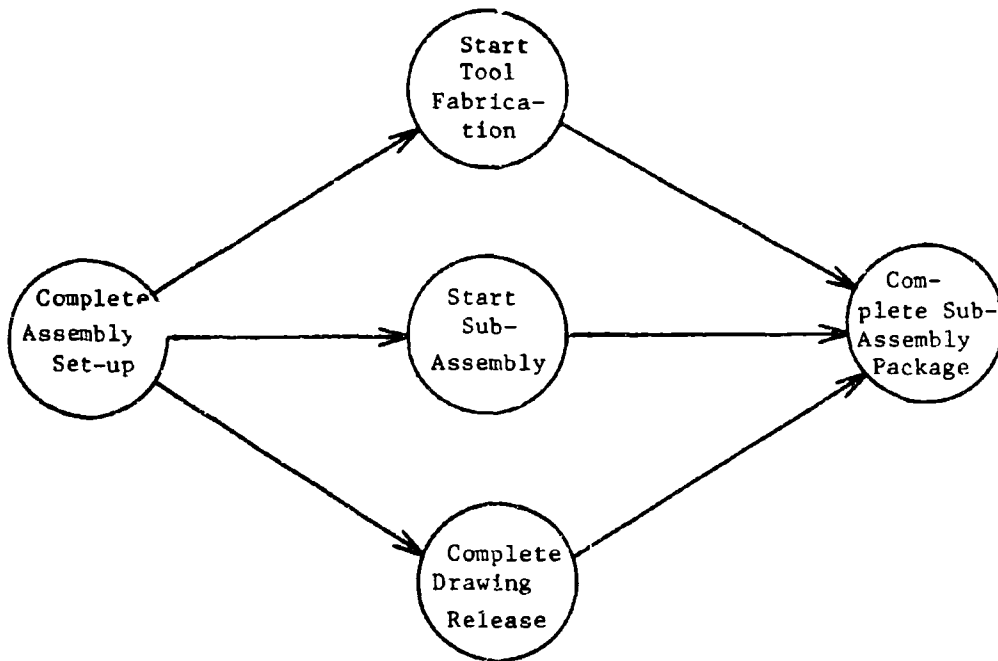 Start
Tool
Fabrica-
tion
Complete
Assembly
Set-up
Start
Sub-
Assembly
Com-
plete Sub-
Assembly
Package
Complete
Drawing
Release